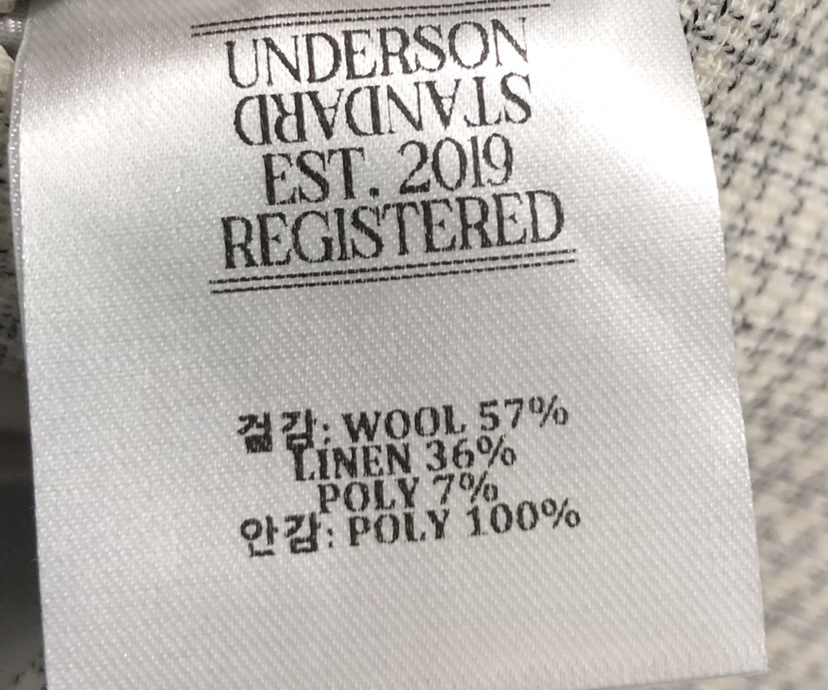 UNDERSON
STANDARD
EST. 2019
REGISTERED
겉감: WOOL 57%
LINEN 36%
POLY 7%
안감: POLY 100%